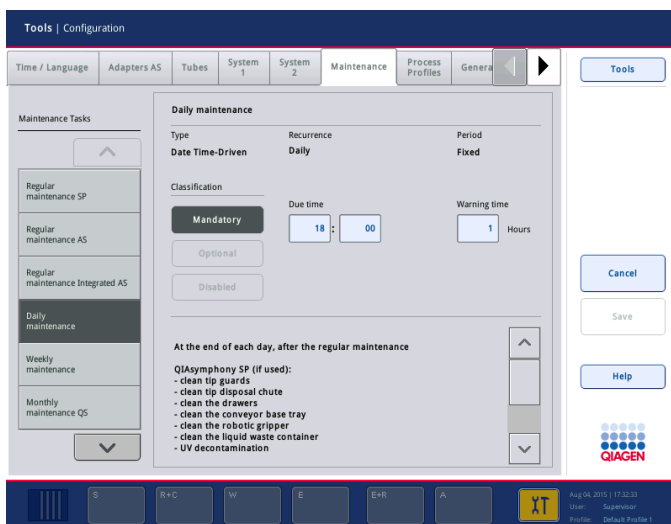 Tools | Configuration
Time / Language
Adapters AS
Tubes
System
1
System
2
Maintenance
Process
Profiles
Genera
Tools
Maintenance Tasks
Regular
maintenance SP
Regular
maintenance AS
Regular
maintenance Integrated AS
Daily
maintenance
Weekly
maintenance
Monthly
maintenance QS
Daily maintenance
Type
Recurrence
Period
Date Time-Driven
Daily
Fixed
Classification
Due time
Warning time
Mandatory
18 : 00
1 Hours
Optional
Disabled
At the end of each day, after the regular maintenance
QIAsymphony SP (if used):
- clean tip guards
- clean tip disposal chute
- clean the drawers
- clean the conveyor base tray
- clean the robotic gripper
- clean the liquid waste container
- UV decontamination
Cancel
Save
Help
QIAGEN
S
R+C
W
E
E+R
A
Aug 04, 2015 | 17:32:33
User: Supervisor
Profile: Default Profile 1